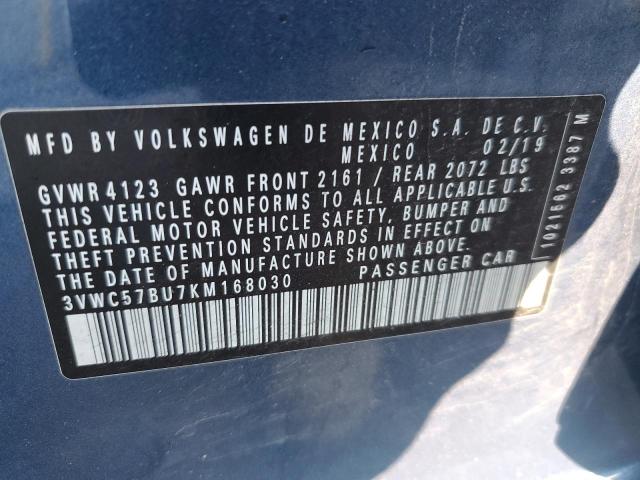 MFD BY VOLKSWAGEN DE MEXICO S.A. DE C.V.
MEXICO 02/19
GVWR 4123 GAWR FRONT 2161 / REAR 2072 LBS
THIS VEHICLE CONFORMS TO ALL APPLICABLE U.S.
FEDERAL MOTOR VEHICLE SAFETY, BUMPER AND
THEFT PREVENTION STANDARDS IN EFFECT ON
THE DATE OF MANUFACTURE SHOWN ABOVE.
3VWC57BU7KM168030 PASSENGER CAR
1021662 3387 M